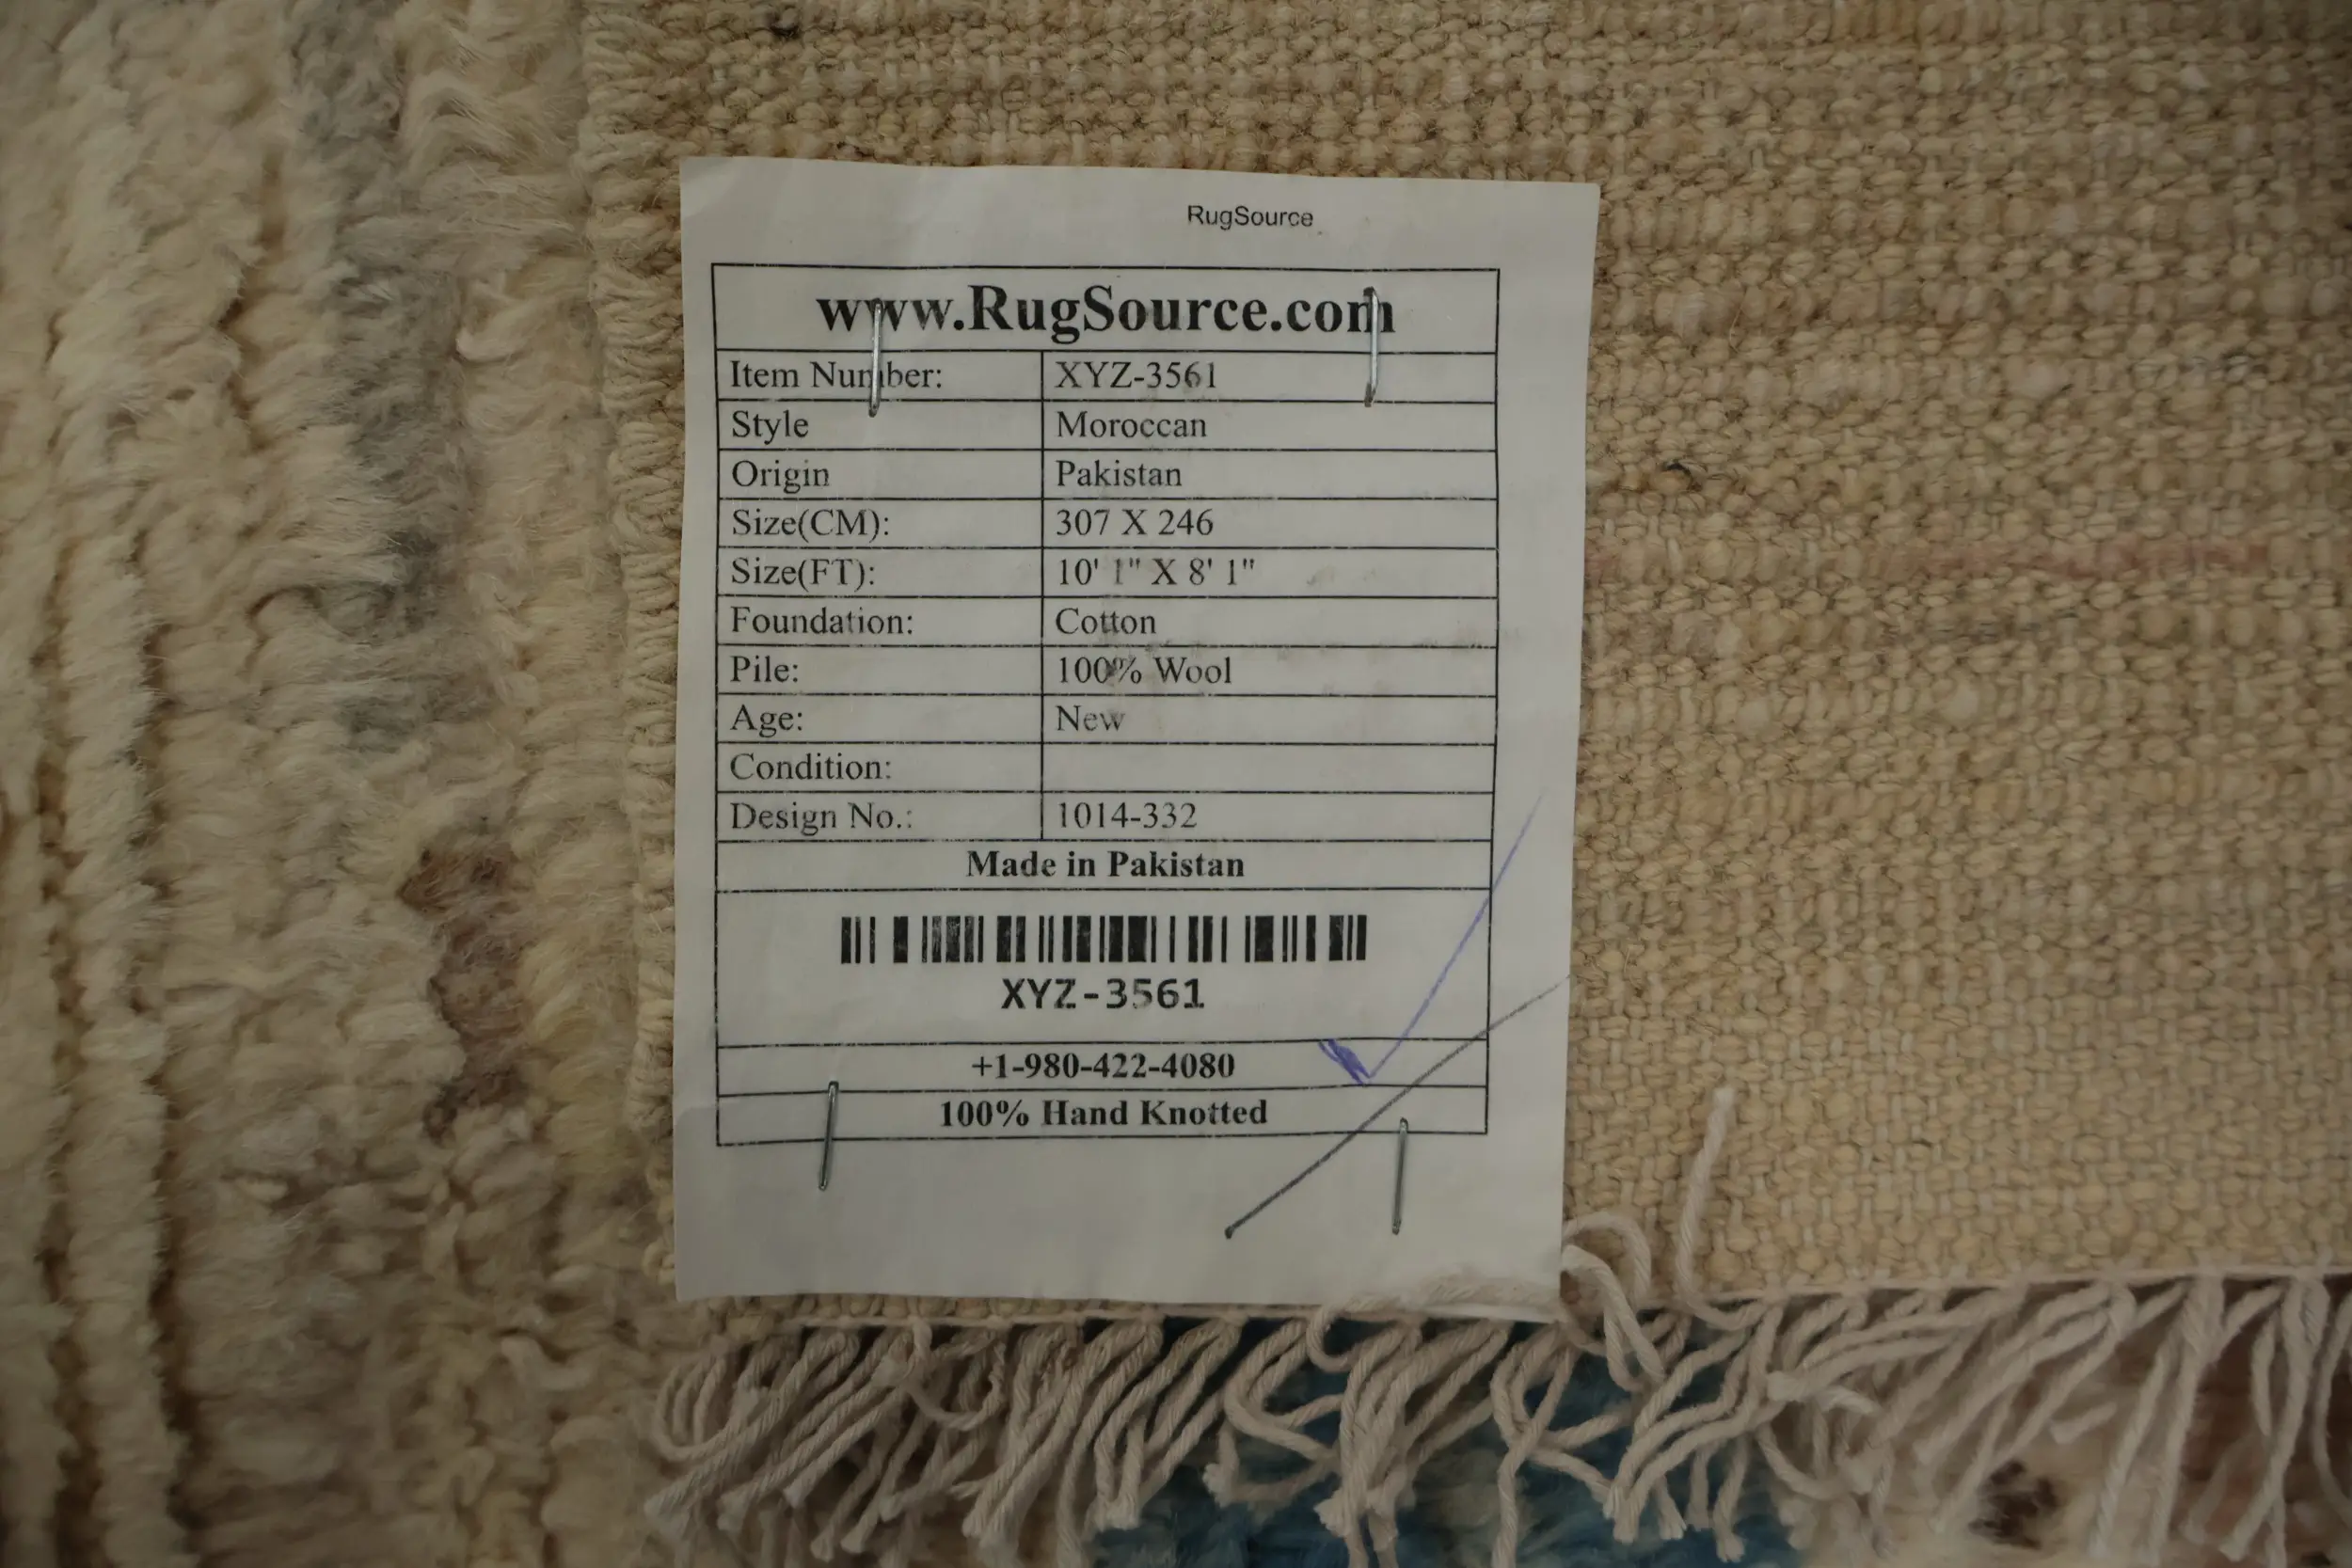 RugSource
www.RugSource.com
Item Number: XYZ-3561
Style Moroccan
Origin Pakistan
Size(CM): 307 X 246
Size(FT): 10' 1" X 8' 1"
Foundation: Cotton
Pile: 100% Wool
Age: New
Condition:
Design No.: 1014-332
Made in Pakistan
XYZ-3561
+1-980-422-4080
100% Hand Knotted